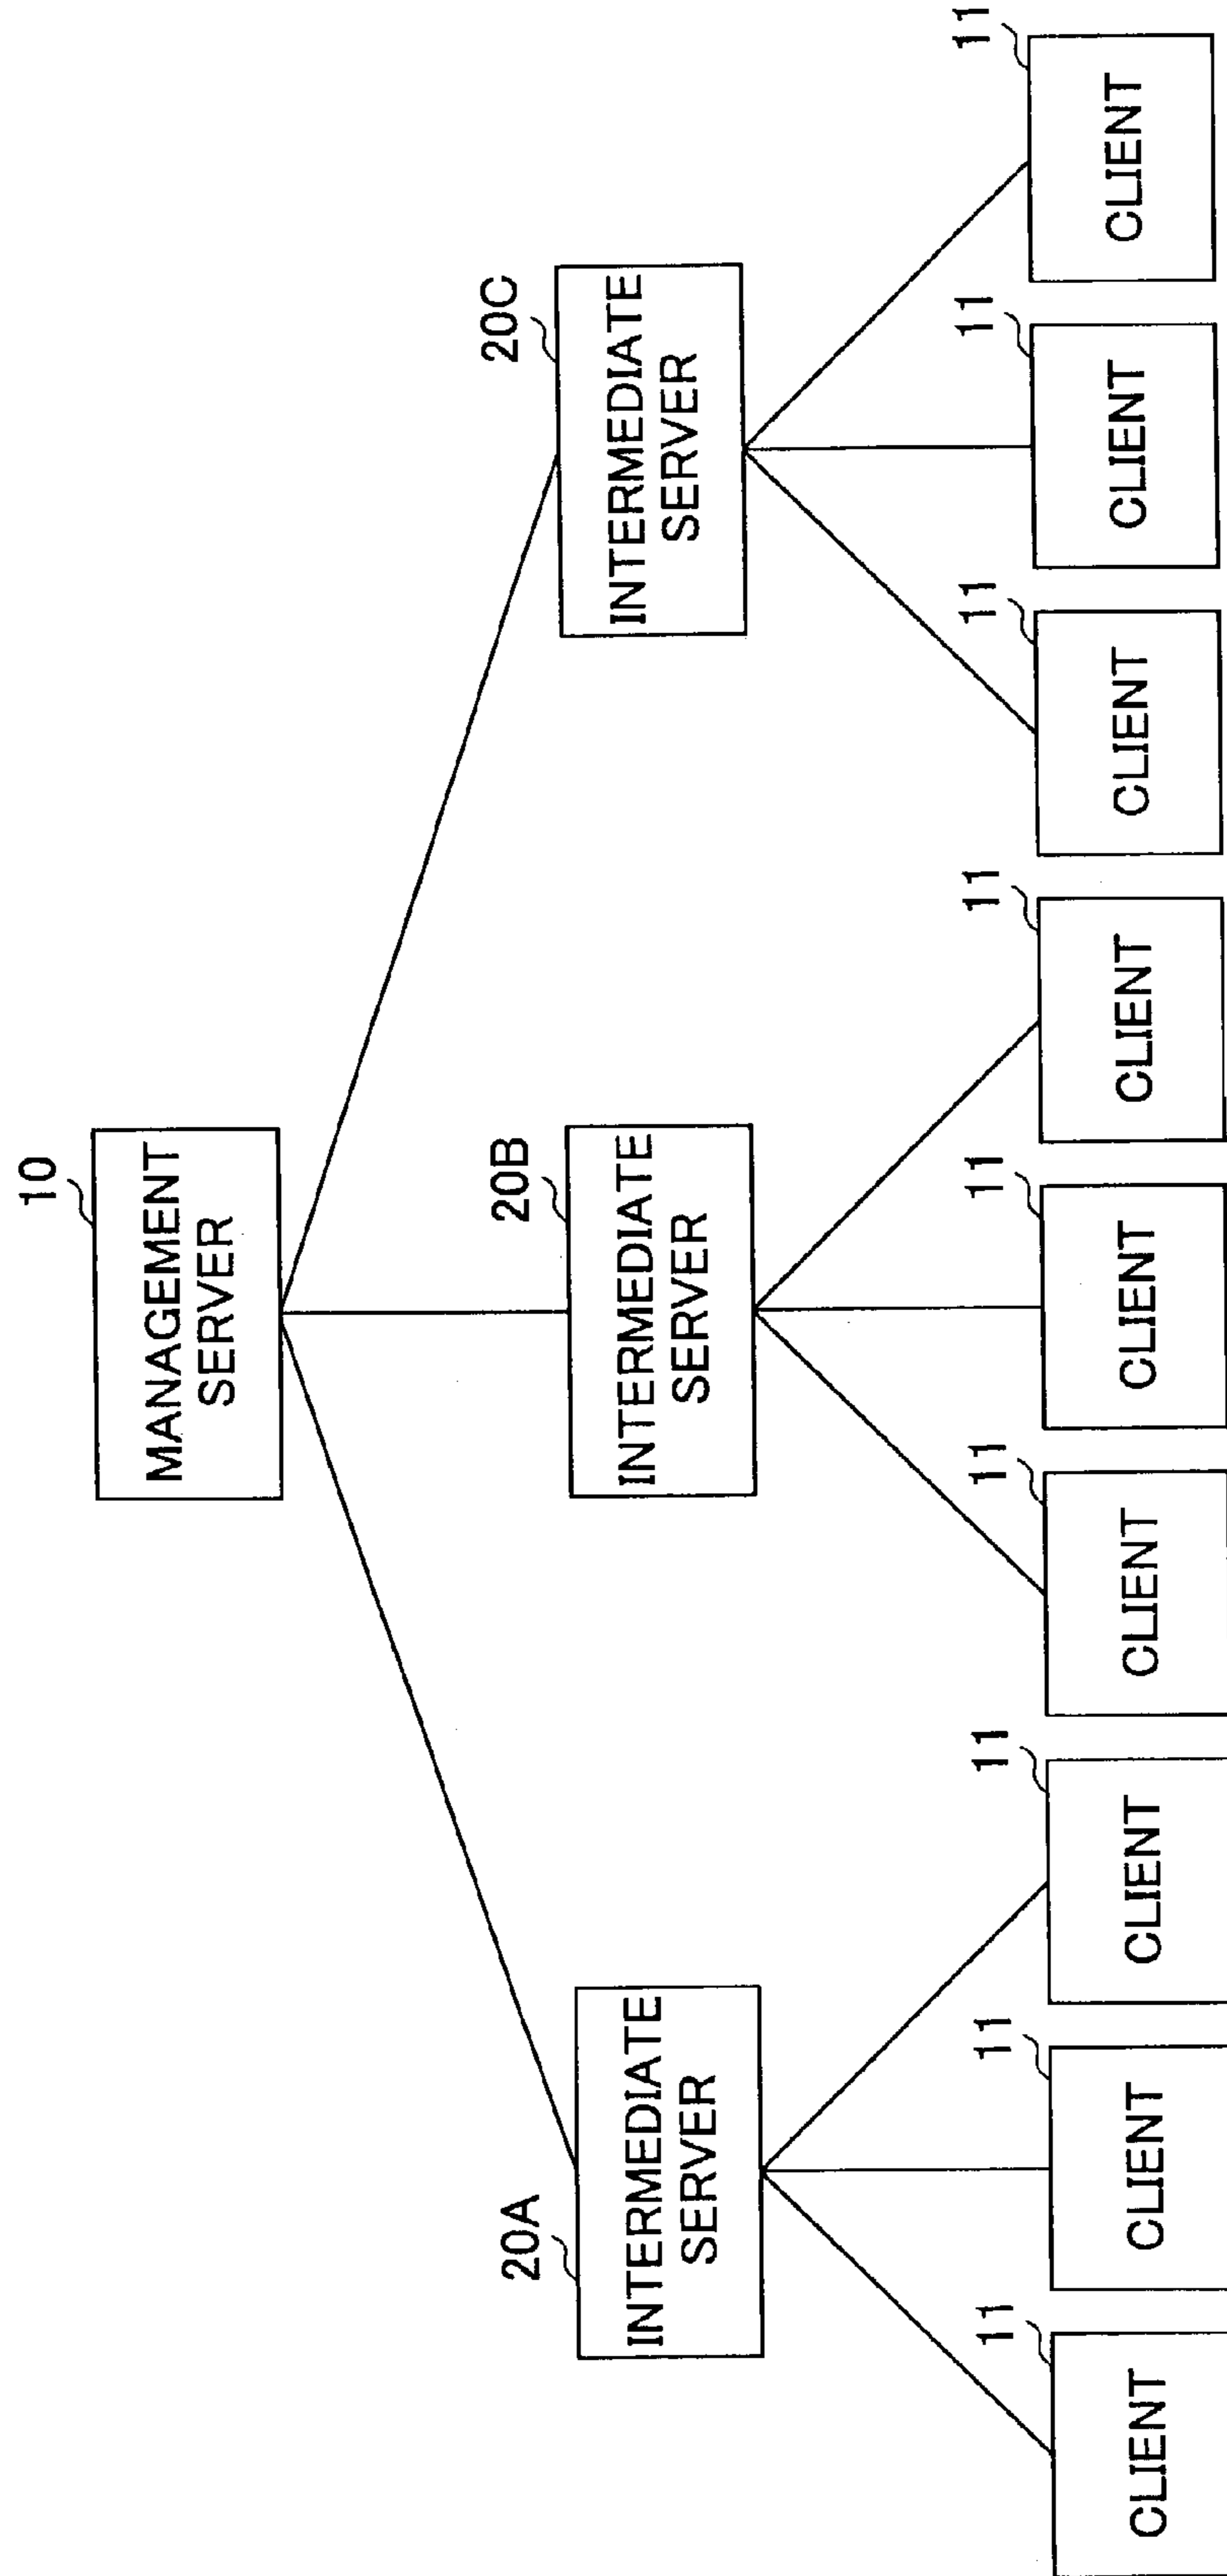 10
MANAGEMENT
SERVER
20A
INTERMEDIATE
SERVER
20B
INTERMEDIATE
SERVER
20C
INTERMEDIATE
SERVER
11
CLIENT
11
CLIENT
11
CLIENT
11
CLIENT
11
CLIENT
11
CLIENT
11
CLIENT
11
CLIENT
11
CLIENT